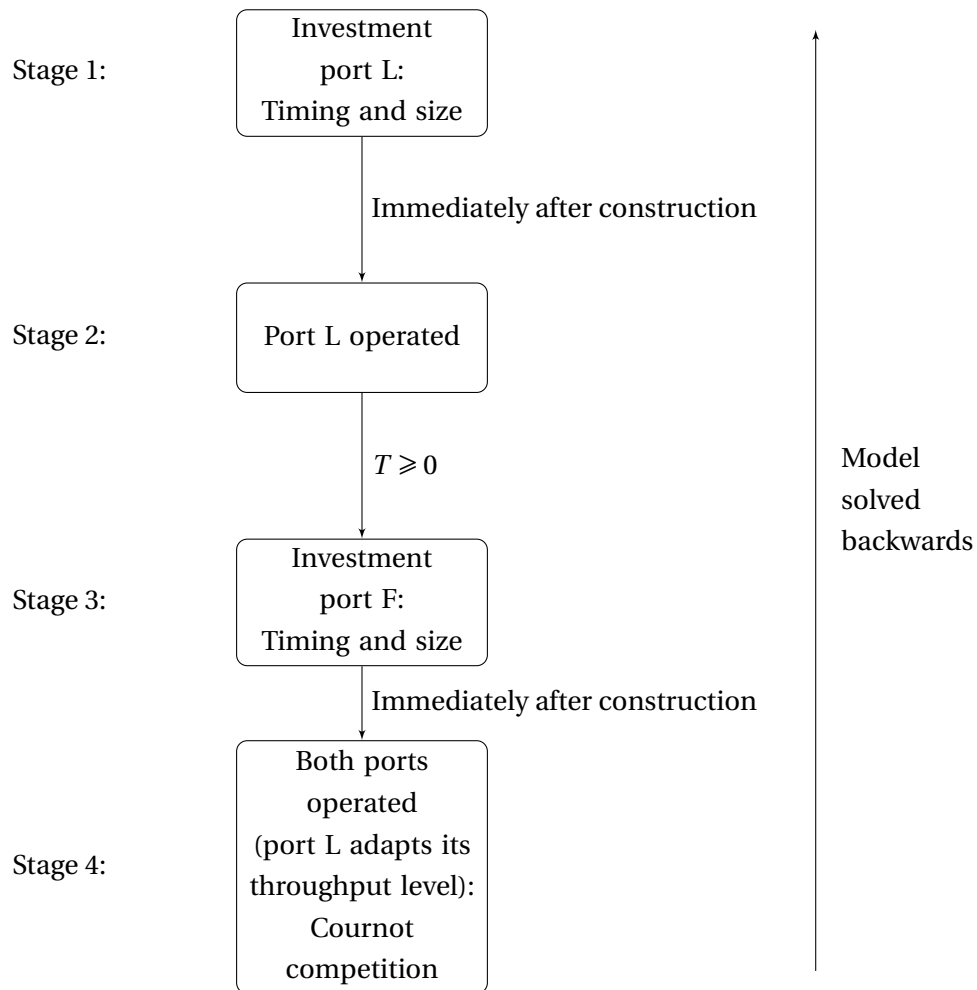 Stage 1:
Investment
port L:
Timing and size
Immediately after construction
Stage 2:
Port L operated
T ⩾ 0
Model
solved
backwards
Stage 3:
Investment
port F:
Timing and size
Immediately after construction
Stage 4:
Both ports
operated
(port L adapts its
throughput level):
Cournot
competition